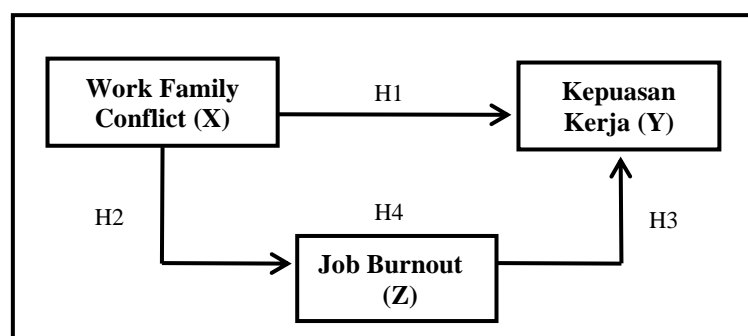 Work Family
Conflict (X)
H1
Kepuasan
Kerja (Y)
H2
H4
H3
Job Burnout
(Z)